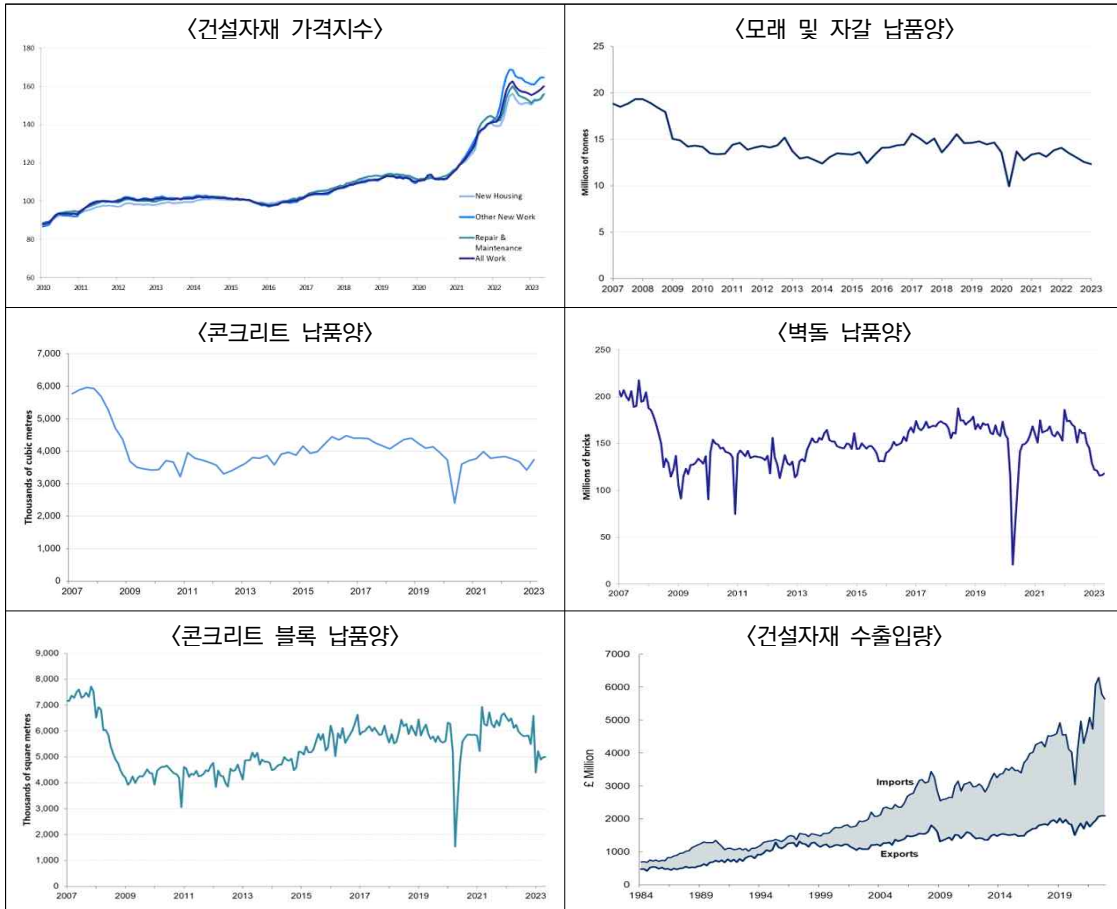 〈건설자재 가격지수〉
180
160
140
120
100
80
60
2010
2011
2012
2013
2014
2015
2016
2017
2018
2019
2020
2021
2022
2023
New Housing
Other New Work
Repair &
Maintenance
All Work
〈모래 및 자갈 납품양〉
Millions of tonnes
25
20
15
10
5
0
2007 2008 2009 2010 2011 2012 2013 2014 2015 2016 2017 2018 2019 2020 2021 2022 2023
〈콘크리트 납품양〉
Thousands of cubic metres
7,000
6,000
5,000
4,000
3,000
2,000
1,000
0
2007 2009 2011 2013 2015 2017 2019 2021 2023
〈벽돌 납품양〉
Millions of bricks
250
200
150
100
50
0
2007 2009 2011 2013 2015 2017 2019 2021 2023
〈콘크리트 블록 납품양〉
Thousands of square metres
9,000
8,000
7,000
6,000
5,000
4,000
3,000
2,000
1,000
0
2007 2009 2011 2013 2015 2017 2019 2021 2023
〈건설자재 수출입량〉
£ Million
7000
6000
5000
4000
3000
2000
1000
0
Imports
Exports
1984 1989 1994 1999 2004 2009 2014 2019